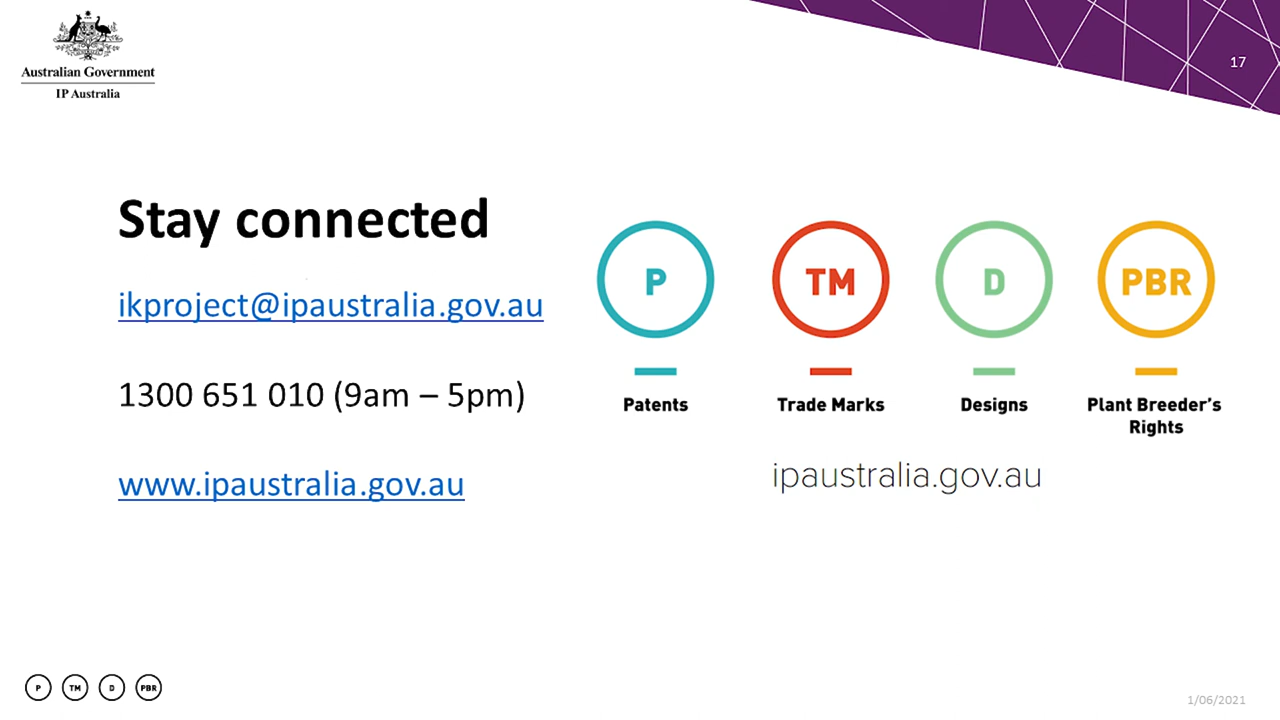 Australian Government
IP Australia
17
Stay connected
ikproject@ipaustralia.gov.au
1300 651 010 (9am – 5pm)
www.ipaustralia.gov.au
P
TM
D
PBR
Patents
Trade Marks
Designs
Plant Breeder's
Rights
ipaustralia.gov.au
P
TM
D
PBR
1/06/2021